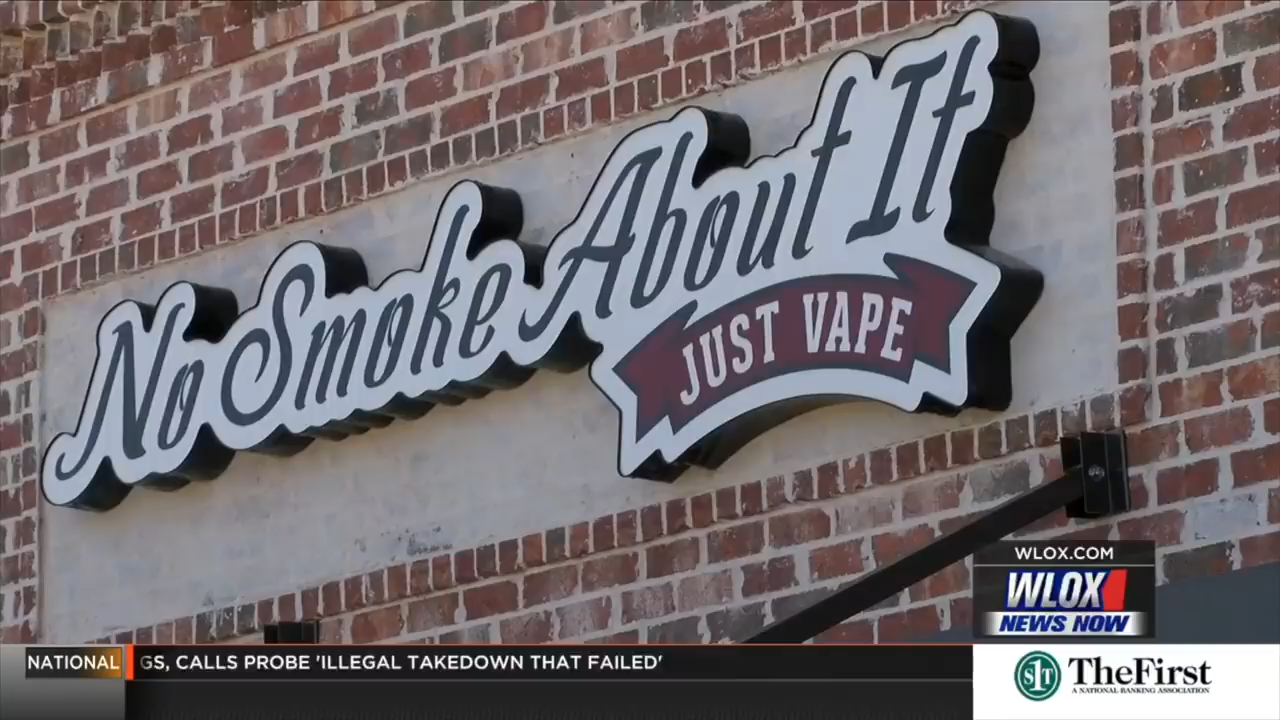 No Smoke About It
JUST VAPE
WLOX.COM
WLOX
NEWS NOW
NATIONAL
GS, CALLS PROBE 'ILLEGAL TAKEDOWN THAT FAILED'
1ST
TheFirst
A NATIONAL BANKING ASSOCIATION